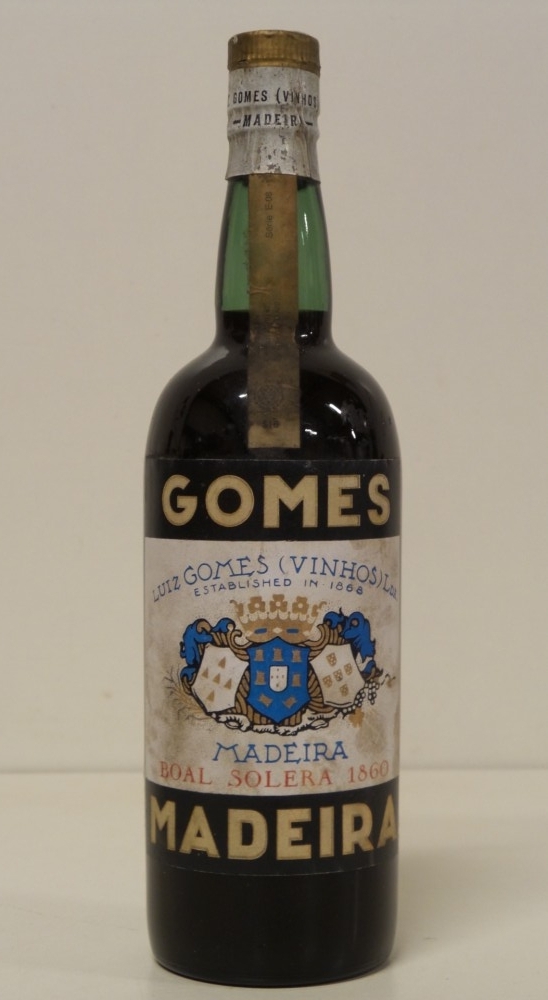 GOMES (VINHOS
—MADEIRA—
GOMES
LUIZ GOMES (VINHOS) Lda
ESTABLISHED IN 1868
MADEIRA
BOAL SOLERA 1860
MADEIRA